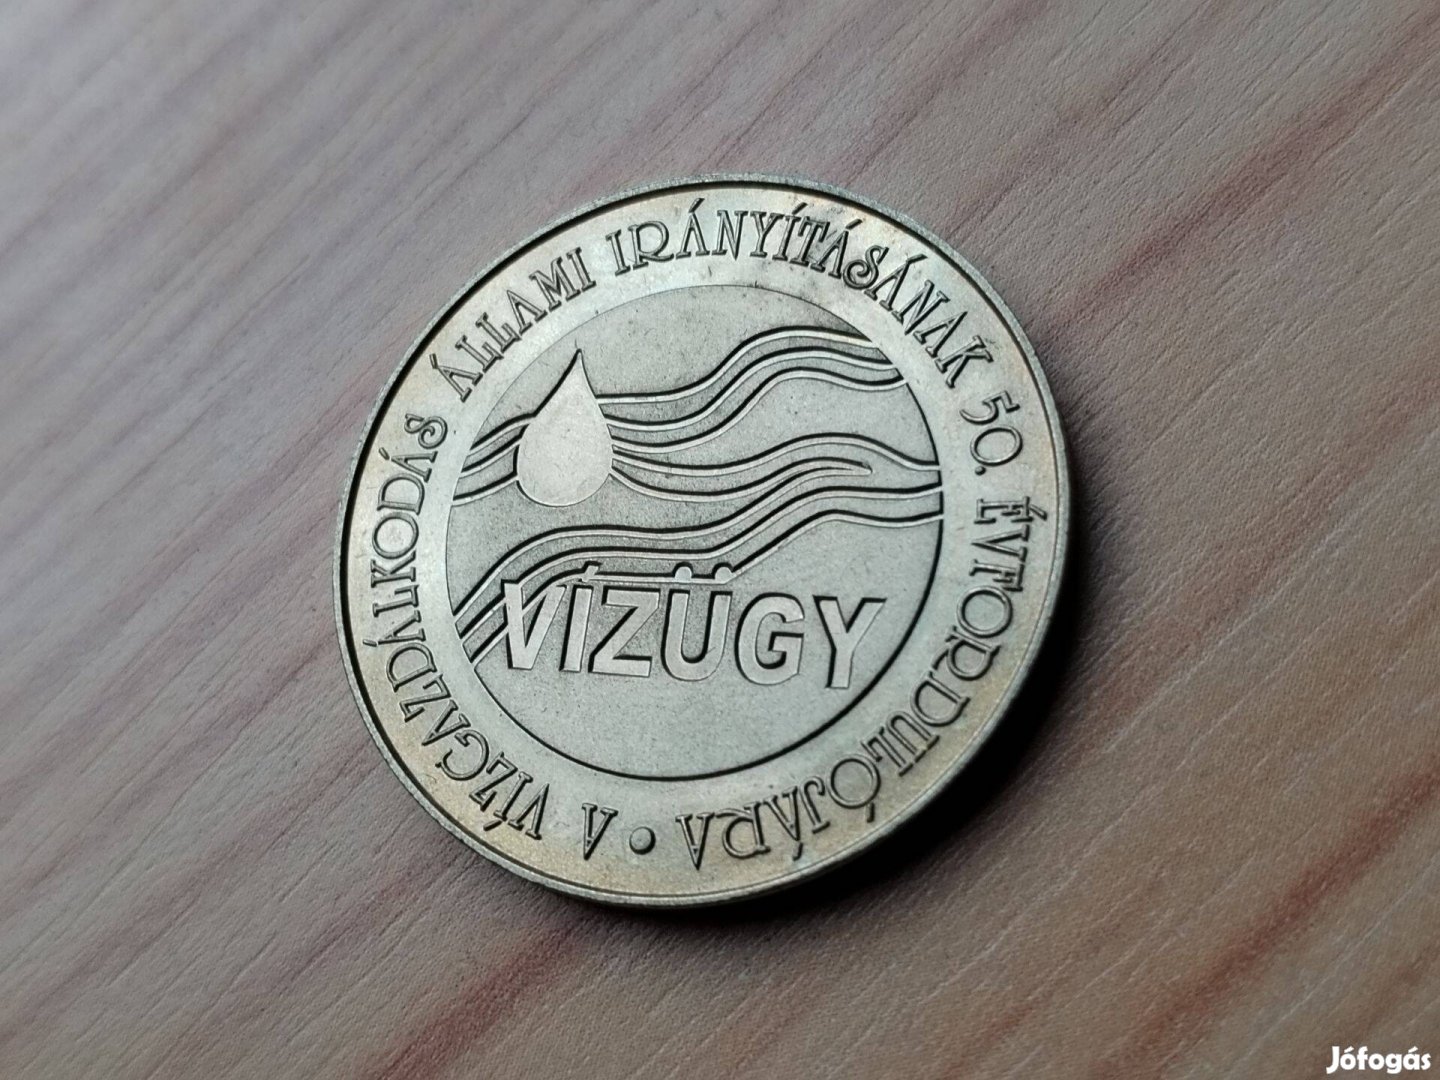 A VÍZGAZDÁLKODÁS ÁLLAMI IRÁNYÍTÁSÁNAK 50. ÉVFORDULÓJÁRA •
VÍZÜGY
Jófogás